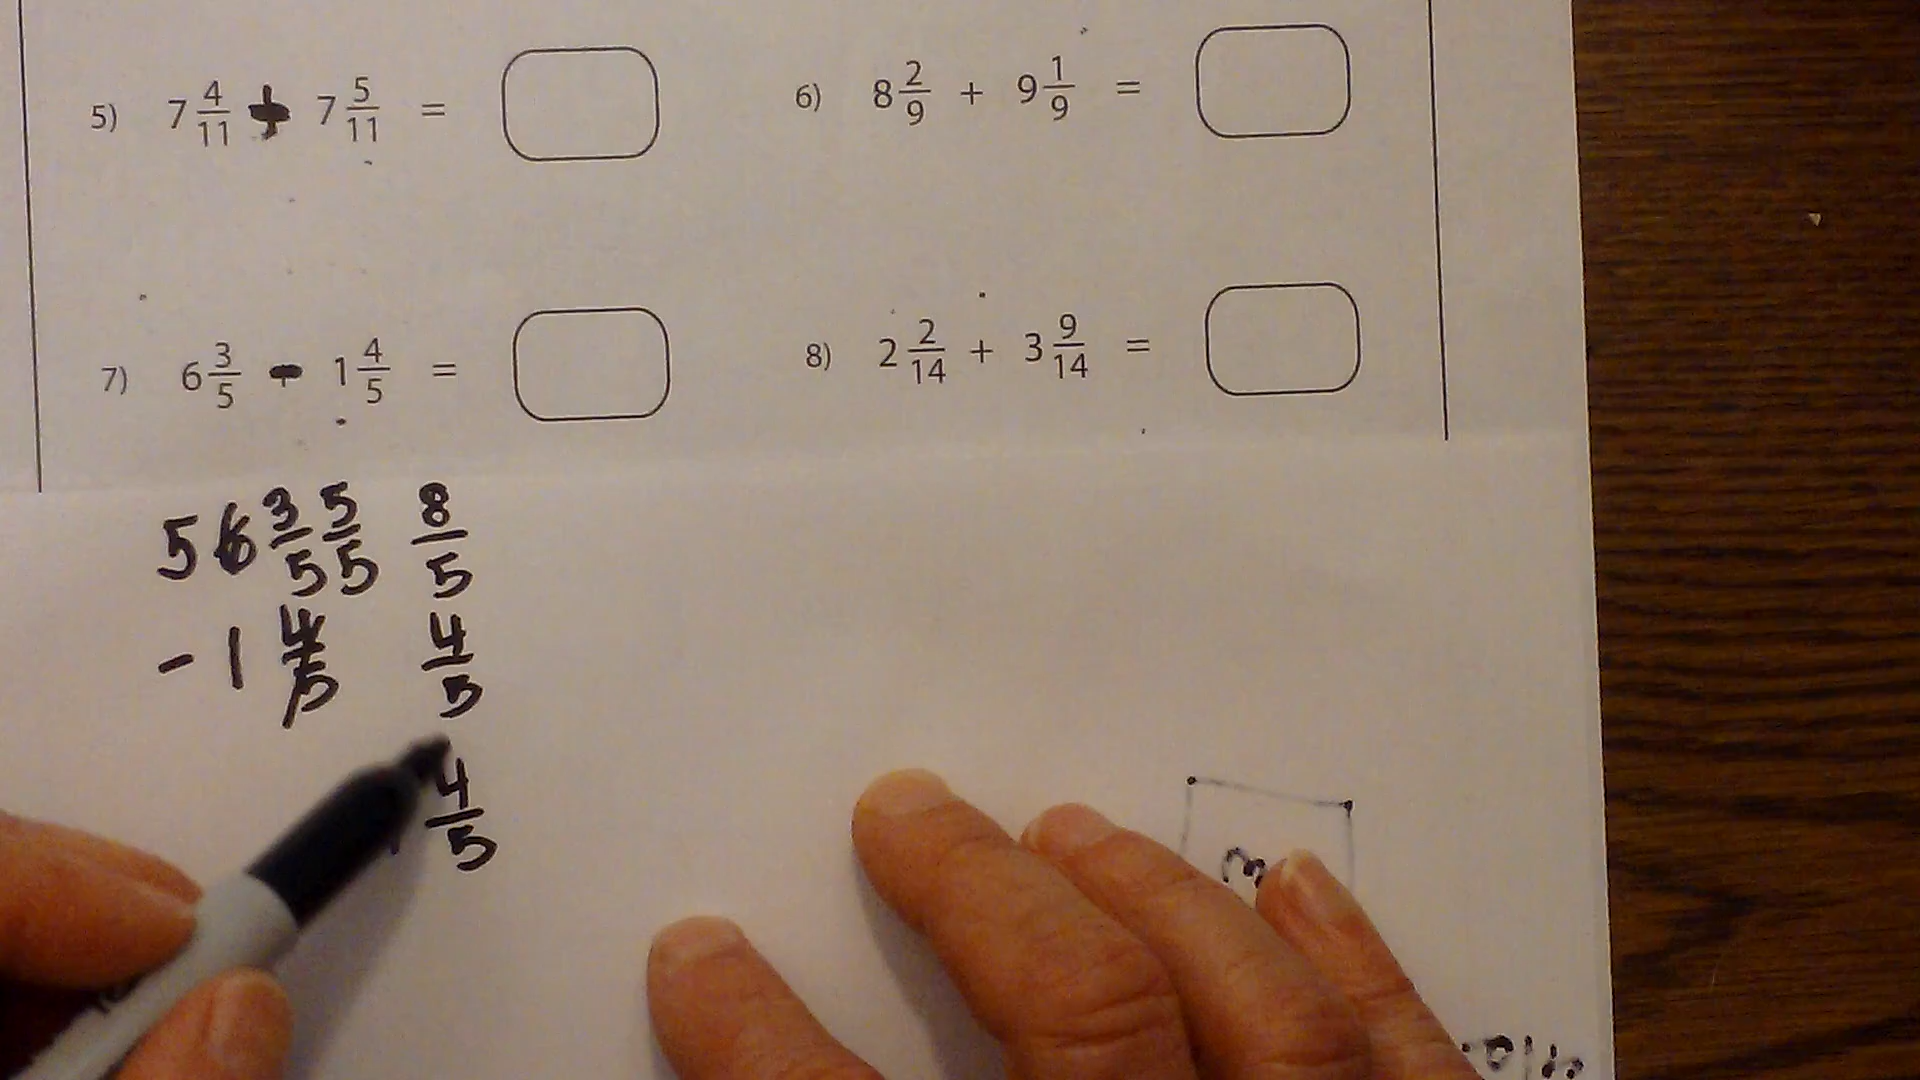 5) 7 4/11 + 7 5/11 =
6) 8 2/9 + 9 1/9 =
7) 6 3/5 - 1 4/5 =
8) 2 2/14 + 3 9/14 =
5 6 3/5 5/5 8/5
- 1 4/5 4/5
4/5
3